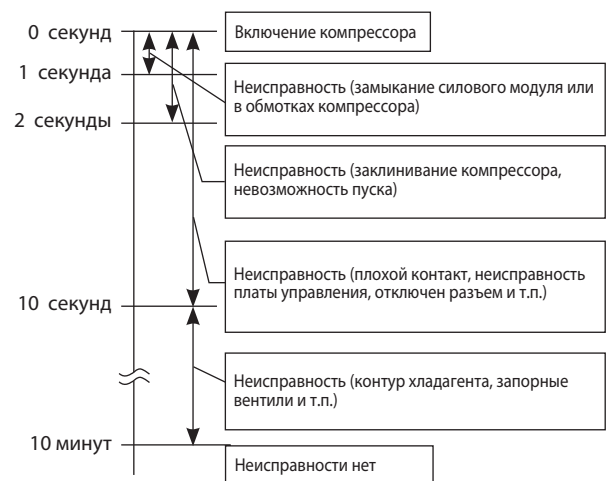 0 секунд
Включение компрессора
1 секунда
Неисправность (замыкание силового модуля или
в обмотках компрессора)
2 секунды
Неисправность (заклинивание компрессора,
невозможность пуска)
Неисправность (плохой контакт, неисправность
платы управления, отключен разъем и т.п.)
10 секунд
Неисправность (контур хладагента, запорные
вентили и т.п.)
10 минут
Неисправности нет